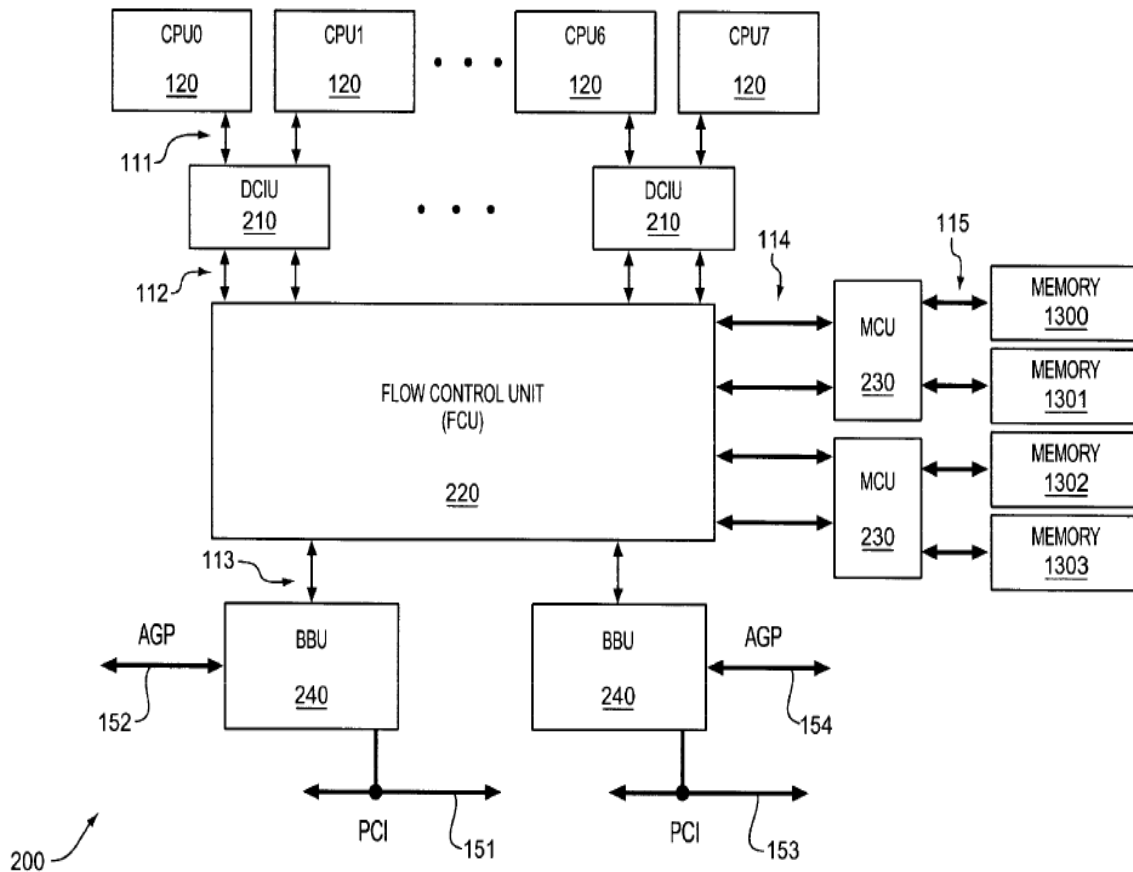 CPU0
120
CPU1
120
CPU6
120
CPU7
120
111
DCIU
210
DCIU
210
112
114
115
FLOW CONTROL UNIT
(FCU)
220
MCU
230
MCU
230
MEMORY
1300
MEMORY
1301
MEMORY
1302
MEMORY
1303
113
AGP
152
BBU
240
BBU
240
AGP
154
PCI
151
PCI
153
200